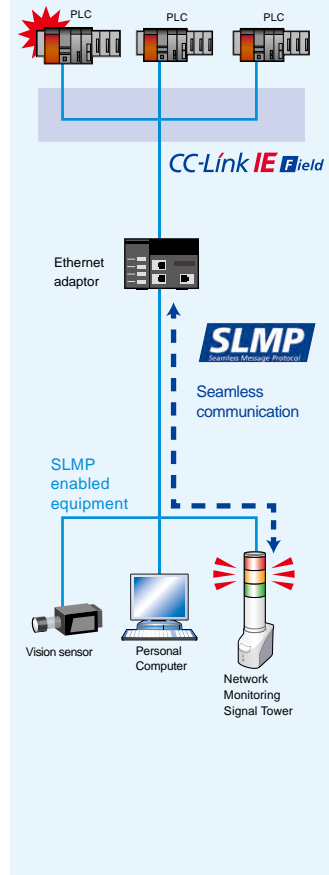 PLC
PLC
PLC
CC-Link IE Field
Ethernet
adaptor
SLMP
Seamless Message Protocol
Seamless
communication
SLMP
enabled
equipment
Vision sensor
Personal
Computer
Network
Monitoring
Signal Tower